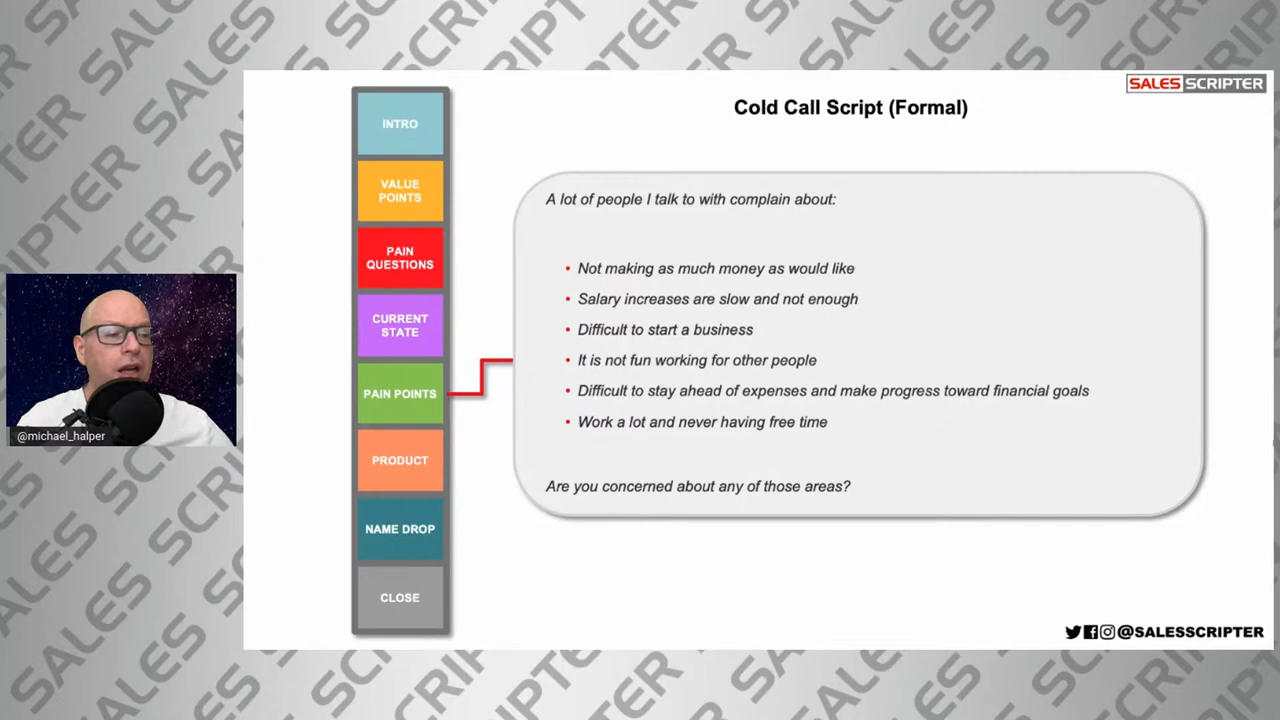 SALES SCRIPTER
Cold Call Script (Formal)
INTRO
VALUE
POINTS
PAIN
QUESTIONS
CURRENT
STATE
PAIN POINTS
PRODUCT
NAME DROP
CLOSE
A lot of people I talk to with complain about:
• Not making as much money as would like
• Salary increases are slow and not enough
• Difficult to start a business
• It is not fun working for other people
• Difficult to stay ahead of expenses and make progress toward financial goals
• Work a lot and never having free time
Are you concerned about any of those areas?
@michael_halper
@SALESSCRIPTER